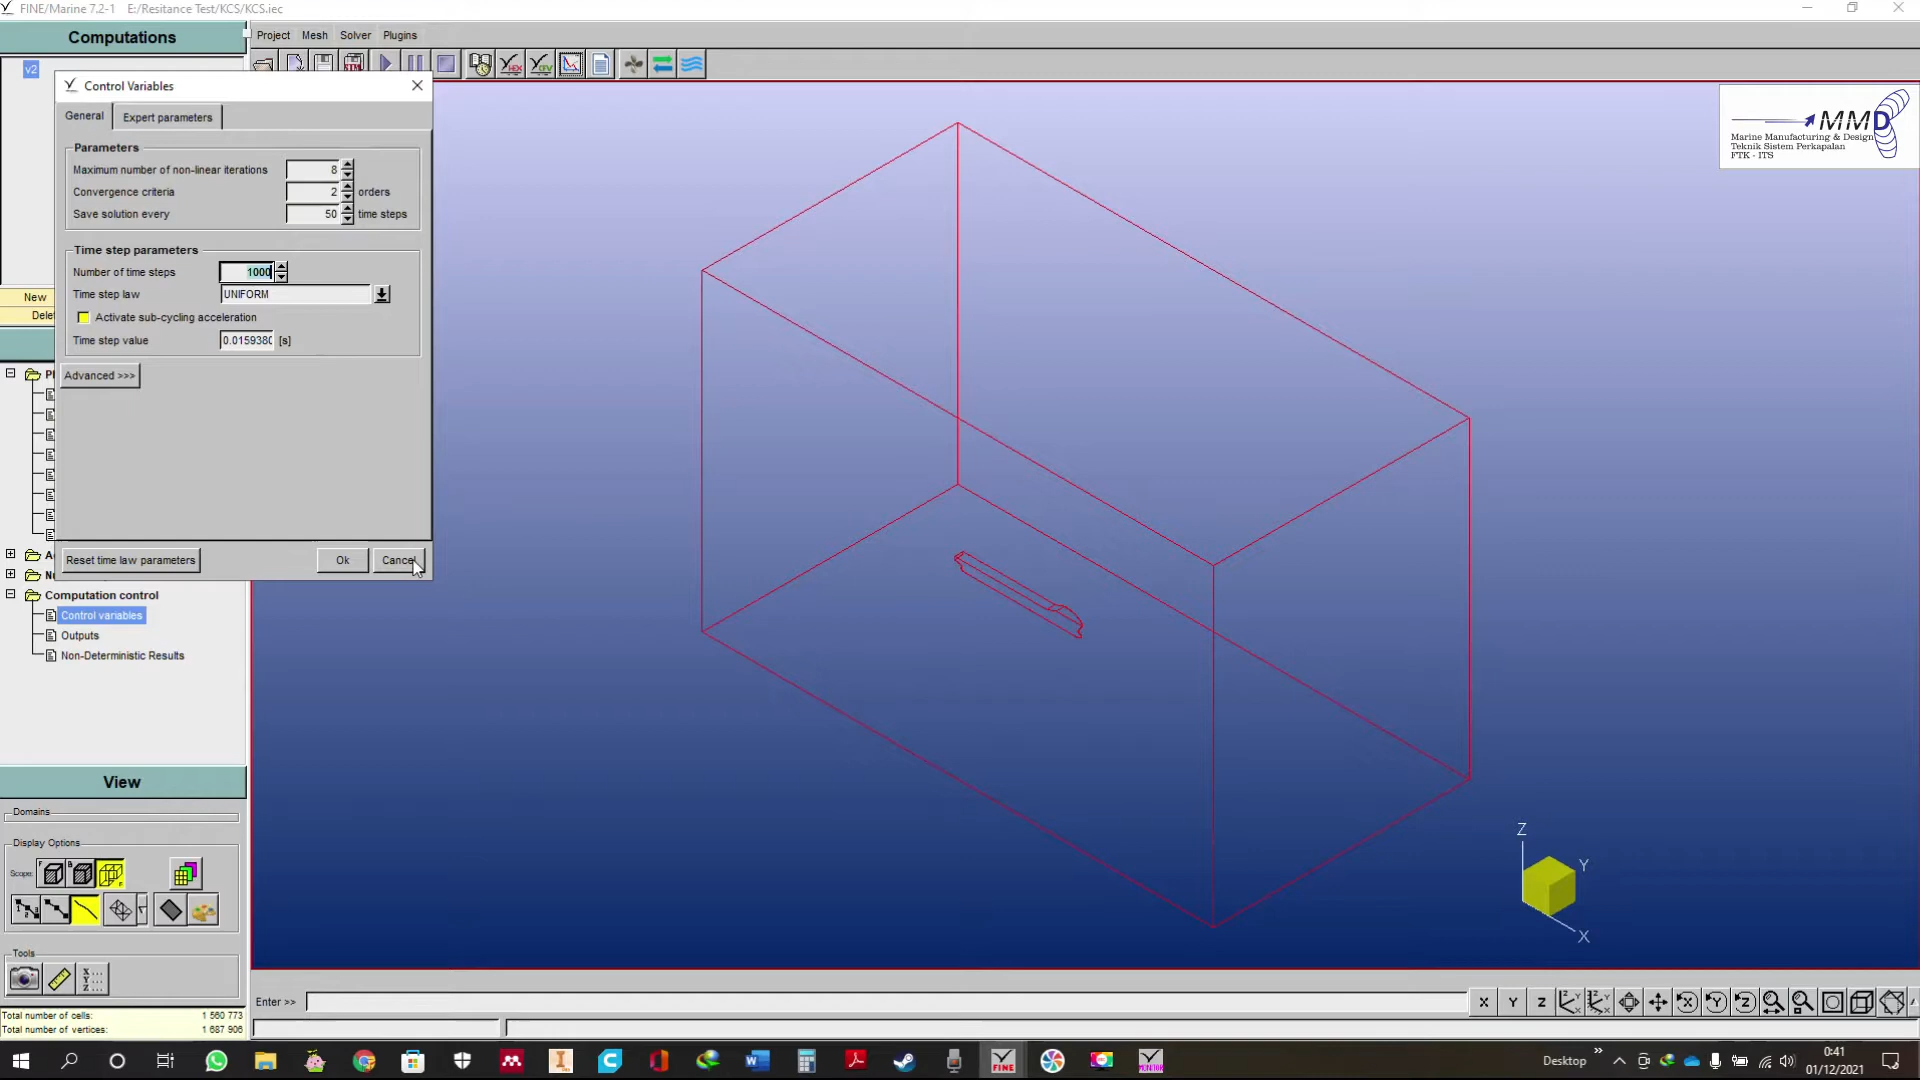 FINE/Marine 7.2-1    E:/Resitance Test/KCS/KCS.iec
Computations
Project Mesh Solver Plugins
v2
Control Variables
General Expert parameters
Parameters
Maximum number of non-linear iterations 8
Convergence criteria 2 orders
Save solution every 50 time steps
Time step parameters
Number of time steps 1000
Time step law UNIFORM
Activate sub-cycling acceleration
Time step value 0.015938 [s]
Advanced >>>
Reset time law parameters Ok Cancel
New
Computation control
Control variables
Outputs
Non-Deterministic Results
View
Domains
Display Options
Scope:
Tools
Total number of cells: 1 560 773
Total number of vertices: 1 687 906
MMD
Marine Manufacturing & Design
Teknik Sistem Perkapalan
FTK - ITS
Z
Y
X
Enter >>
X Y Z
FINE
MONITOR
Desktop
0:41
01/12/2021